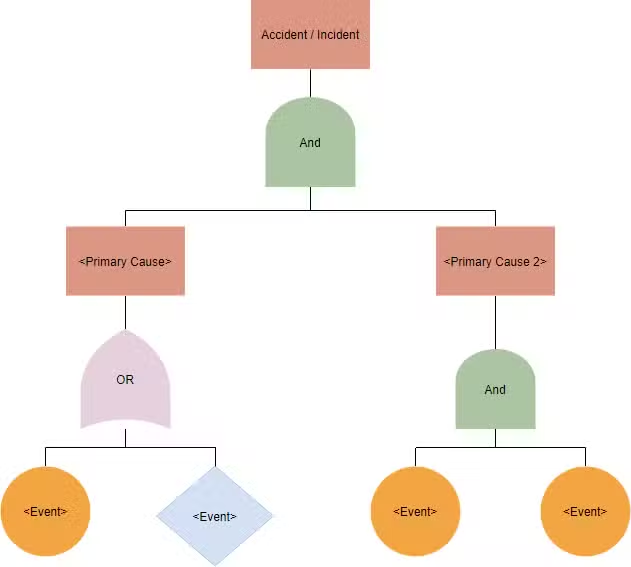 Accident / Incident
And
<Primary Cause>
<Primary Cause 2>
OR
And
<Event>
<Event>
<Event>
<Event>